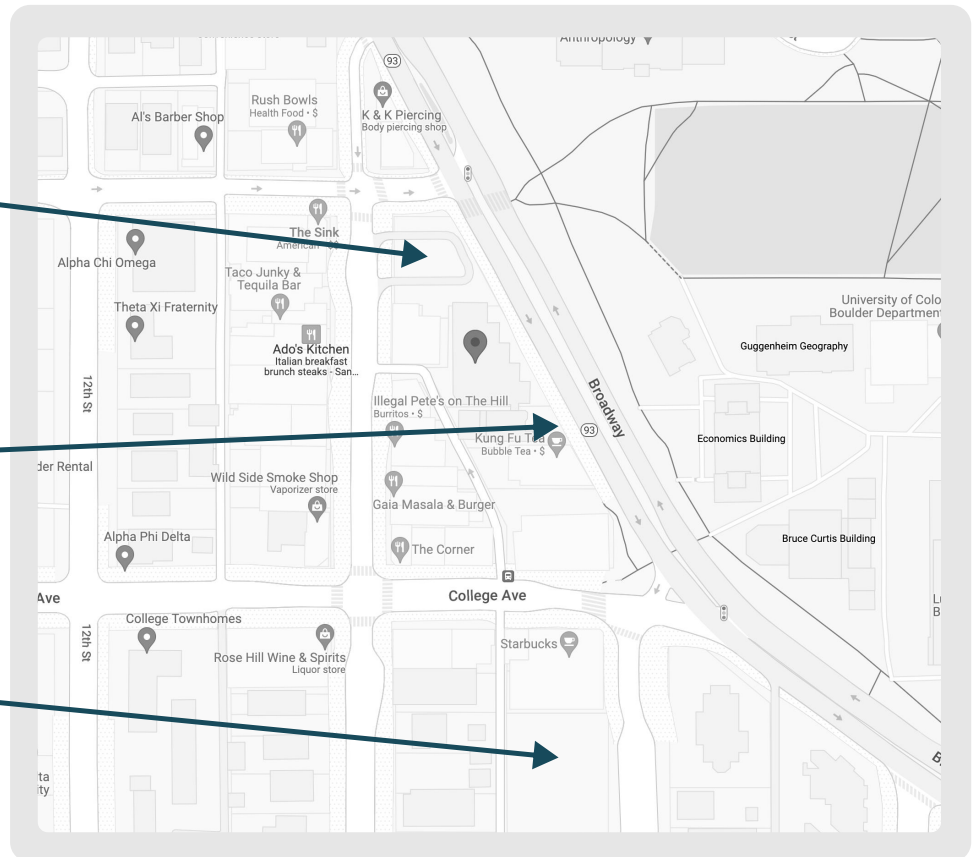 Anthropology
93
Rush Bowls
Health Food • $
Al's Barber Shop
K & K Piercing
Body piercing shop
The Sink
Alpha Chi Omega
Taco Junky &
Tequila Bar
Theta Xi Fraternity
University of Colo
Boulder Department
Guggenheim Geography
Ado's Kitchen
Italian breakfast
brunch steaks - San...
12th St
Broadway
Illegal Pete's on The Hill
Burritos • $
93
Kung Fu Tea
Bubble Tea • $
Economics Building
der Rental
Wild Side Smoke Shop
Vaporizer store
Gaia Masala & Burger
Alpha Phi Delta
The Corner
Bruce Curtis Building
Ave
College Ave
Lu
B
College Townhomes
12th St
Rose Hill Wine & Spirits
Liquor store
Starbucks
ta
ity